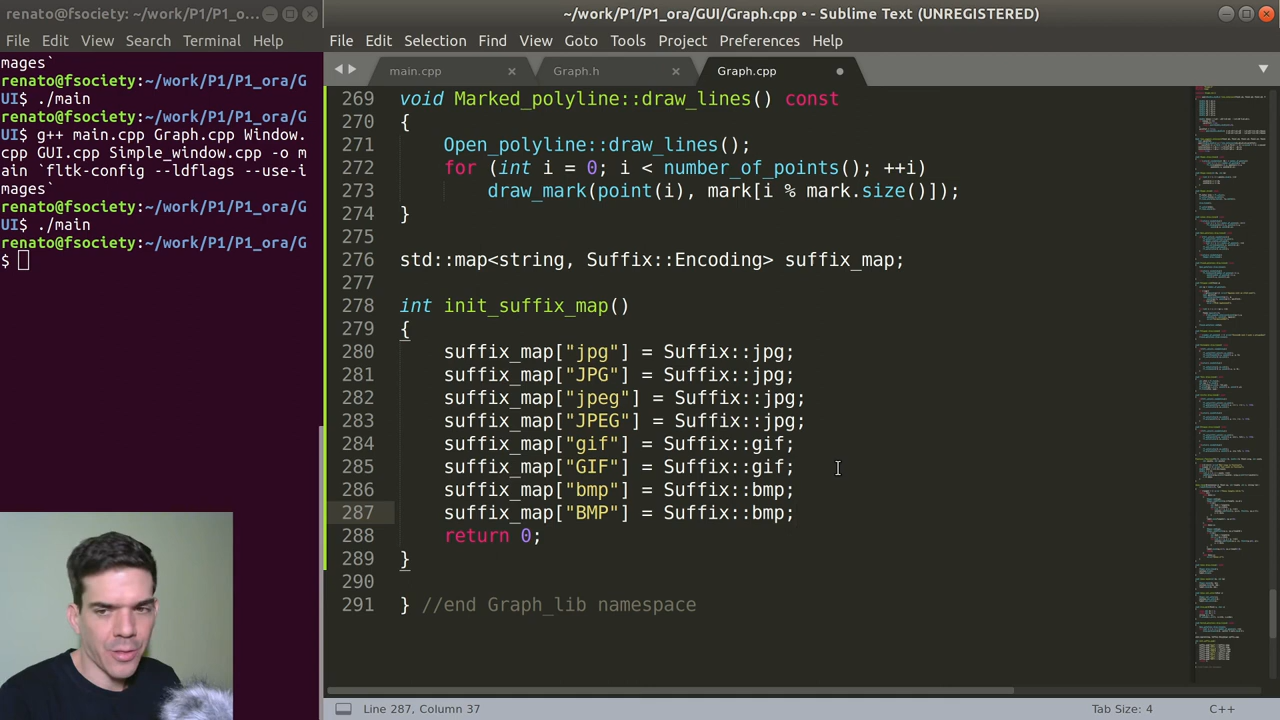 renato@fsociety: ~/work/P1/P1_o...
File Edit View Search Terminal Help
mages`
renato@fsociety:~/work/P1/P1_ora/G
UI$ ./main
renato@fsociety:~/work/P1/P1_ora/G
UI$ g++ main.cpp Graph.cpp Window.
cpp GUI.cpp Simple_window.cpp -o m
ain `fltk-config --ldflags --use-i
mages`
renato@fsociety:~/work/P1/P1_ora/G
UI$ ./main
renato@fsociety:~/work/P1/P1_ora/GUI
$
~/work/P1/P1_ora/GUI/Graph.cpp • - Sublime Text (UNREGISTERED)
File Edit Selection Find View Goto Tools Project Preferences Help
main.cpp Graph.h Graph.cpp
269 void Marked_polyline::draw_lines() const
270 {
271 Open_polyline::draw_lines();
272 for (int i = 0; i < number_of_points(); ++i)
273 draw_mark(point(i), mark[i % mark.size()]);
274 }
275
276 std::map<string, Suffix::Encoding> suffix_map;
277
278 int init_suffix_map()
279 {
280 suffix_map["jpg"] = Suffix::jpg;
281 suffix_map["JPG"] = Suffix::jpg;
282 suffix_map["jpeg"] = Suffix::jpg;
283 suffix_map["JPEG"] = Suffix::jpg;
284 suffix_map["gif"] = Suffix::gif;
285 suffix_map["GIF"] = Suffix::gif;
286 suffix_map["bmp"] = Suffix::bmp;
287 suffix_map["BMP"] = Suffix::bmp;
288 return 0;
289 }
290
291 } //end Graph_lib namespace
Line 287, Column 37
Tab Size: 4
C++